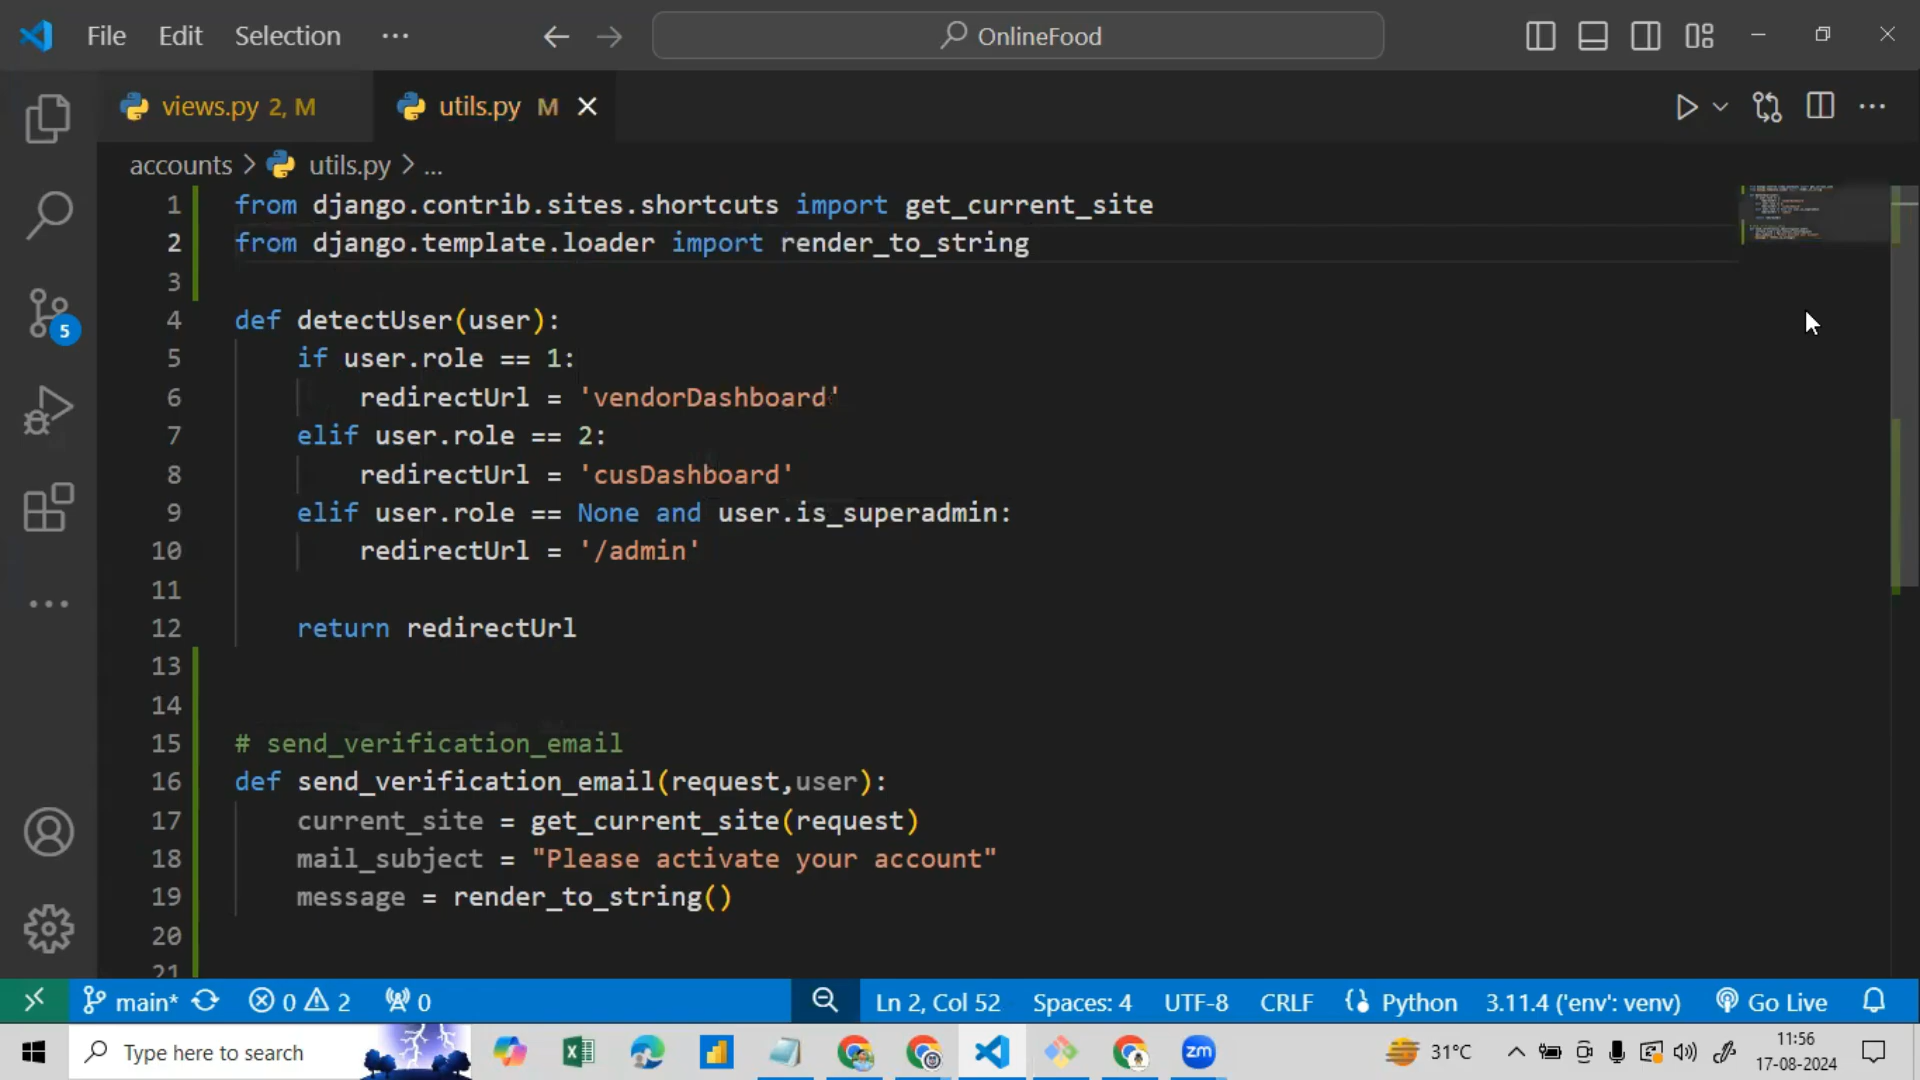 File Edit Selection ··· OnlineFood
views.py 2, M utils.py M
accounts > utils.py > ...
1 from django.contrib.sites.shortcuts import get_current_site
2 from django.template.loader import render_to_string
3
4 def detectUser(user):
5 if user.role == 1:
6 redirectUrl = 'vendorDashboard'
7 elif user.role == 2:
8 redirectUrl = 'cusDashboard'
9 elif user.role == None and user.is_superadmin:
10 redirectUrl = '/admin'
11
12 return redirectUrl
13
14
15 # send_verification_email
16 def send_verification_email(request,user):
17 current_site = get_current_site(request)
18 mail_subject = "Please activate your account"
19 message = render_to_string()
20
21
5
main* 0 2 0 Ln 2, Col 52 Spaces: 4 UTF-8 CRLF Python 3.11.4 ('env': venv) Go Live
Type here to search zm 31°C 11:56
17-08-2024